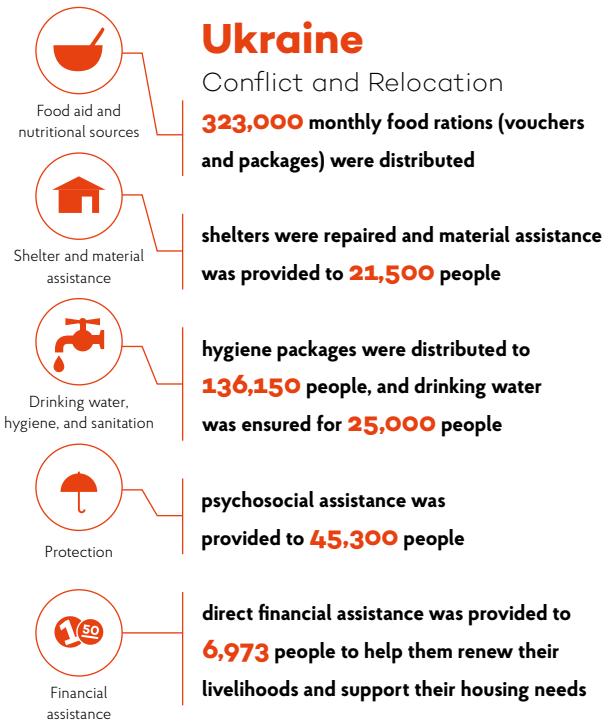 Ukraine
Conflict and Relocation
Food aid and
nutritional sources
323,000 monthly food rations (vouchers
and packages) were distributed
Shelter and material
assistance
shelters were repaired and material assistance
was provided to 21,500 people
Drinking water,
hygiene, and sanitation
hygiene packages were distributed to
136,150 people, and drinking water
was ensured for 25,000 people
Protection
psychosocial assistance was
provided to 45,300 people
1 50
Financial
assistance
direct financial assistance was provided to
6,973 people to help them renew their
livelihoods and support their housing needs